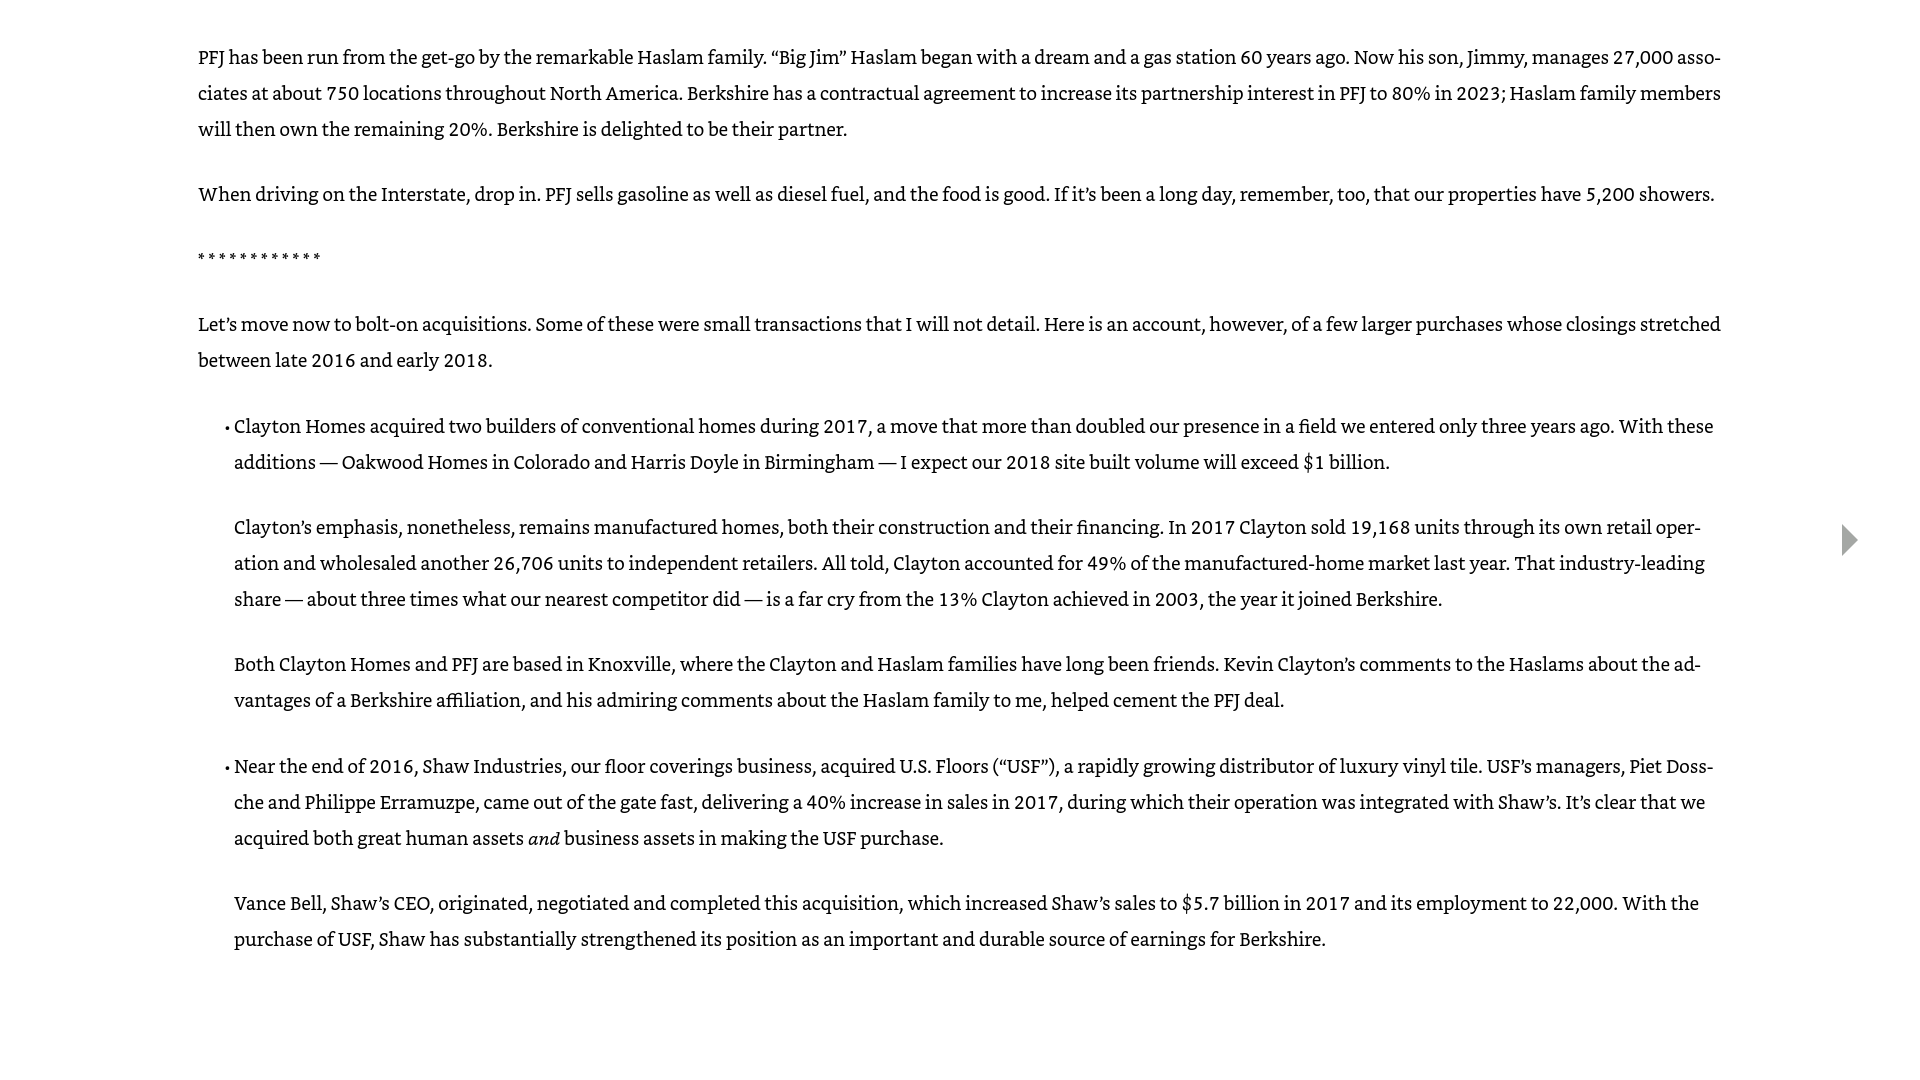 PFJ has been run from the get-go by the remarkable Haslam family. “Big Jim” Haslam began with a dream and a gas station 60 years ago. Now his son, Jimmy, manages 27,000 asso-
ciates at about 750 locations throughout North America. Berkshire has a contractual agreement to increase its partnership interest in PFJ to 80% in 2023; Haslam family members
will then own the remaining 20%. Berkshire is delighted to be their partner.
When driving on the Interstate, drop in. PFJ sells gasoline as well as diesel fuel, and the food is good. If it’s been a long day, remember, too, that our properties have 5,200 showers.
* * * * * * * * * * * *
Let’s move now to bolt-on acquisitions. Some of these were small transactions that I will not detail. Here is an account, however, of a few larger purchases whose closings stretched
between late 2016 and early 2018.
• Clayton Homes acquired two builders of conventional homes during 2017, a move that more than doubled our presence in a field we entered only three years ago. With these
additions — Oakwood Homes in Colorado and Harris Doyle in Birmingham — I expect our 2018 site built volume will exceed $1 billion.
Clayton’s emphasis, nonetheless, remains manufactured homes, both their construction and their financing. In 2017 Clayton sold 19,168 units through its own retail oper-
ation and wholesaled another 26,706 units to independent retailers. All told, Clayton accounted for 49% of the manufactured-home market last year. That industry-leading
share — about three times what our nearest competitor did — is a far cry from the 13% Clayton achieved in 2003, the year it joined Berkshire.
Both Clayton Homes and PFJ are based in Knoxville, where the Clayton and Haslam families have long been friends. Kevin Clayton’s comments to the Haslams about the ad-
vantages of a Berkshire affiliation, and his admiring comments about the Haslam family to me, helped cement the PFJ deal.
• Near the end of 2016, Shaw Industries, our floor coverings business, acquired U.S. Floors (“USF”), a rapidly growing distributor of luxury vinyl tile. USF’s managers, Piet Doss-
che and Philippe Erramuzpe, came out of the gate fast, delivering a 40% increase in sales in 2017, during which their operation was integrated with Shaw’s. It’s clear that we
acquired both great human assets and business assets in making the USF purchase.
Vance Bell, Shaw’s CEO, originated, negotiated and completed this acquisition, which increased Shaw’s sales to $5.7 billion in 2017 and its employment to 22,000. With the
purchase of USF, Shaw has substantially strengthened its position as an important and durable source of earnings for Berkshire.